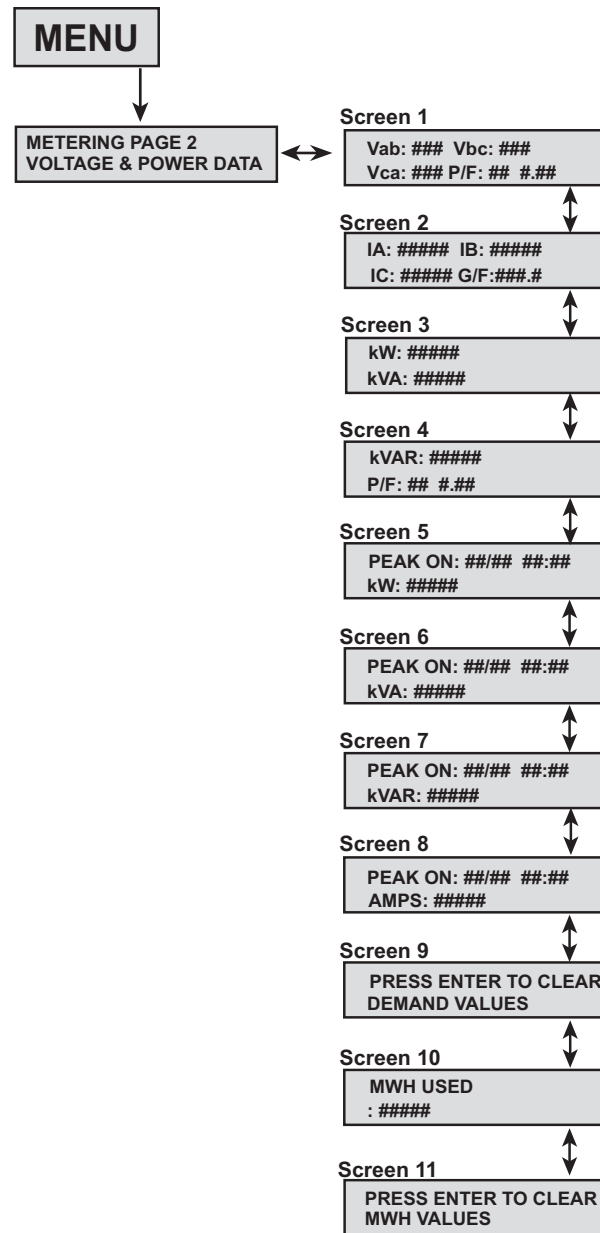 MENU
METERING PAGE 2
VOLTAGE & POWER DATA
Screen 1
Vab: ### Vbc: ###
Vca: ### P/F: ## #.##
Screen 2
IA: ##### IB: #####
IC: ##### G/F:###.#
Screen 3
kW: #####
kVA: #####
Screen 4
kVAR: #####
P/F: ## #.##
Screen 5
PEAK ON: ##/## ##:##
kW: #####
Screen 6
PEAK ON: ##/## ##:##
kVA: #####
Screen 7
PEAK ON: ##/## ##:##
kVAR: #####
Screen 8
PEAK ON: ##/## ##:##
AMPS: #####
Screen 9
PRESS ENTER TO CLEAR
DEMAND VALUES
Screen 10
MWH USED
: #####
Screen 11
PRESS ENTER TO CLEAR
MWH VALUES